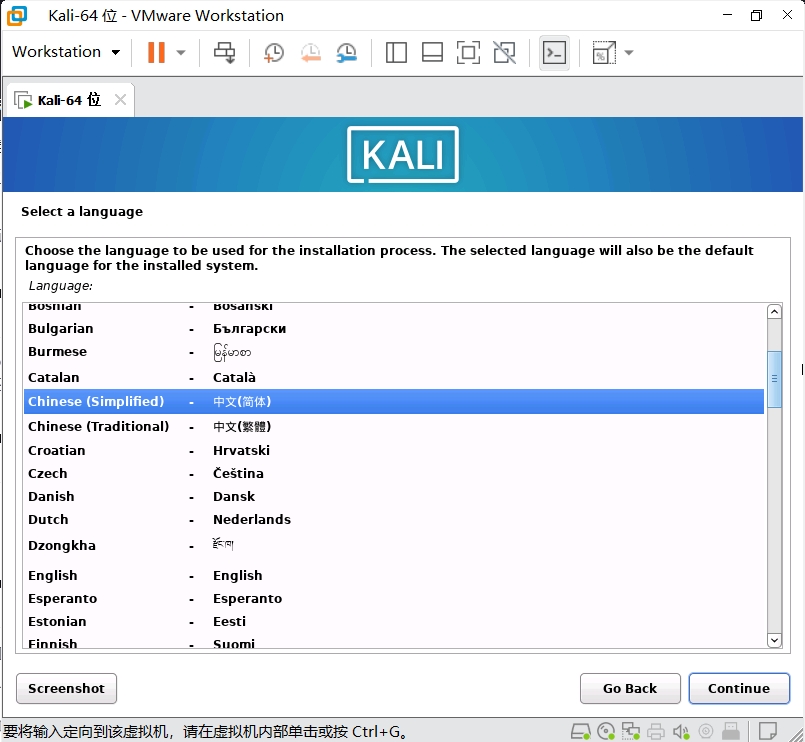 Kali-64 位 - VMware Workstation
Workstation
Kali-64 位
KALI
Select a language
Choose the language to be used for the installation process. The selected language will also be the default
language for the installed system.
Language:
Bosnian - Bosanski
Bulgarian - Български
Burmese - မြန်မာစာ
Catalan - Català
Chinese (Simplified) - 中文(简体)
Chinese (Traditional) - 中文(繁體)
Croatian - Hrvatski
Czech - Čeština
Danish - Dansk
Dutch - Nederlands
Dzongkha - རྫོང་ཁ།
English - English
Esperanto - Esperanto
Estonian - Eesti
Finnish - Suomi
Screenshot
Go Back
Continue
要将输入定向到该虚拟机，请在虚拟机内部单击或按 Ctrl+G。